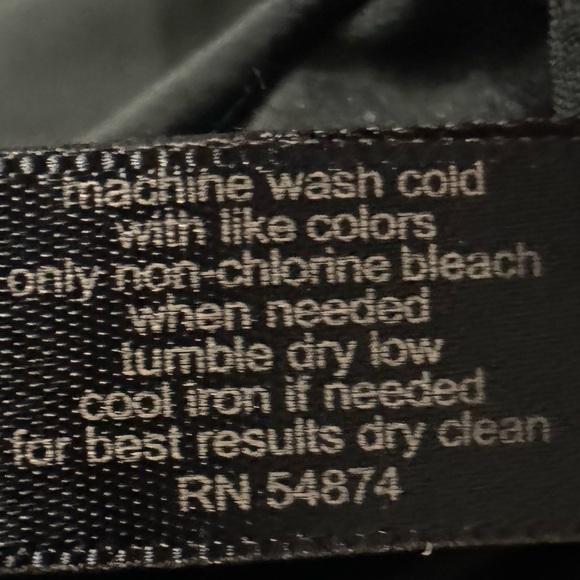 machine wash cold
with like colors
only non-chlorine bleach
when needed
tumble dry low
cool iron if needed
for best results dry clean
RN 54874